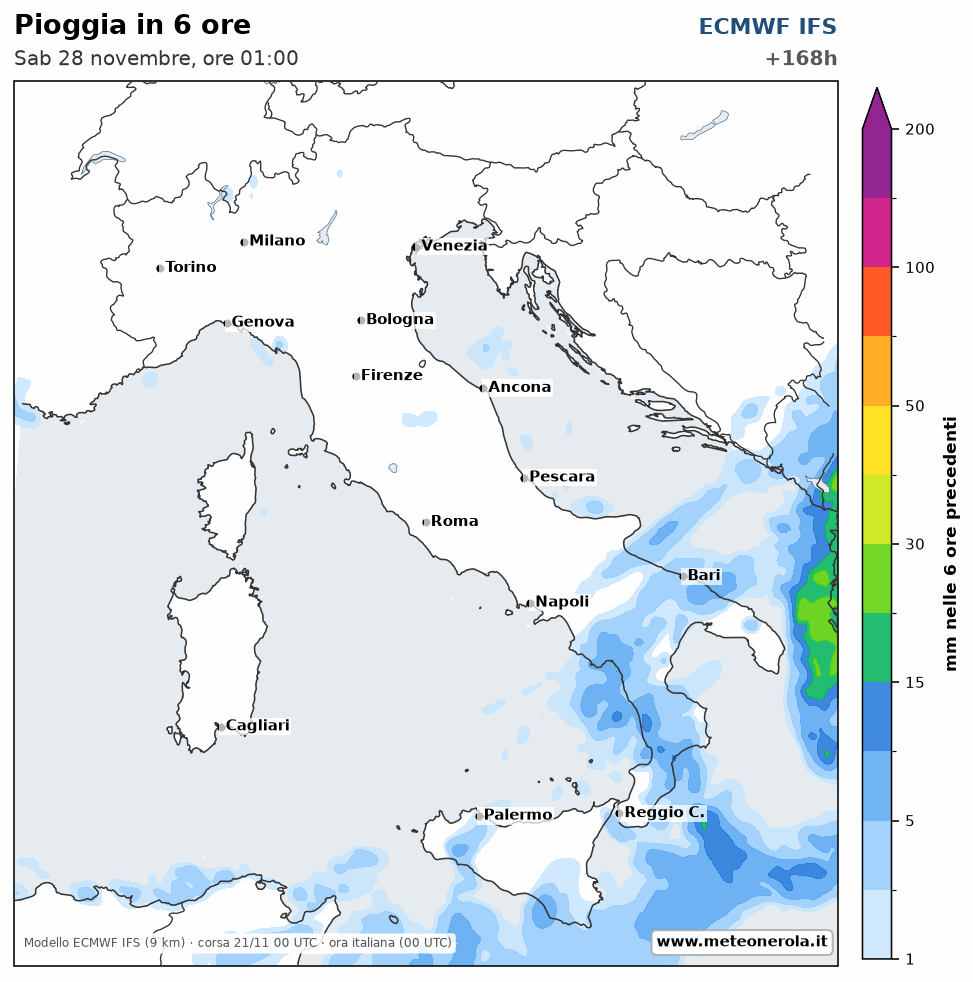 Pioggia in 6 ore
ECMWF IFS
Sab 28 novembre, ore 01:00
+168h
200
100
50
30
15
5
1
mm nelle 6 ore precedenti
Milano
Venezia
Torino
Genova
Bologna
Firenze
Ancona
Pescara
Roma
Bari
Napoli
Cagliari
Palermo
Reggio C.
Modello ECMWF IFS (9 km) · corsa 21/11 00 UTC · ora italiana (00 UTC)
www.meteonerola.it